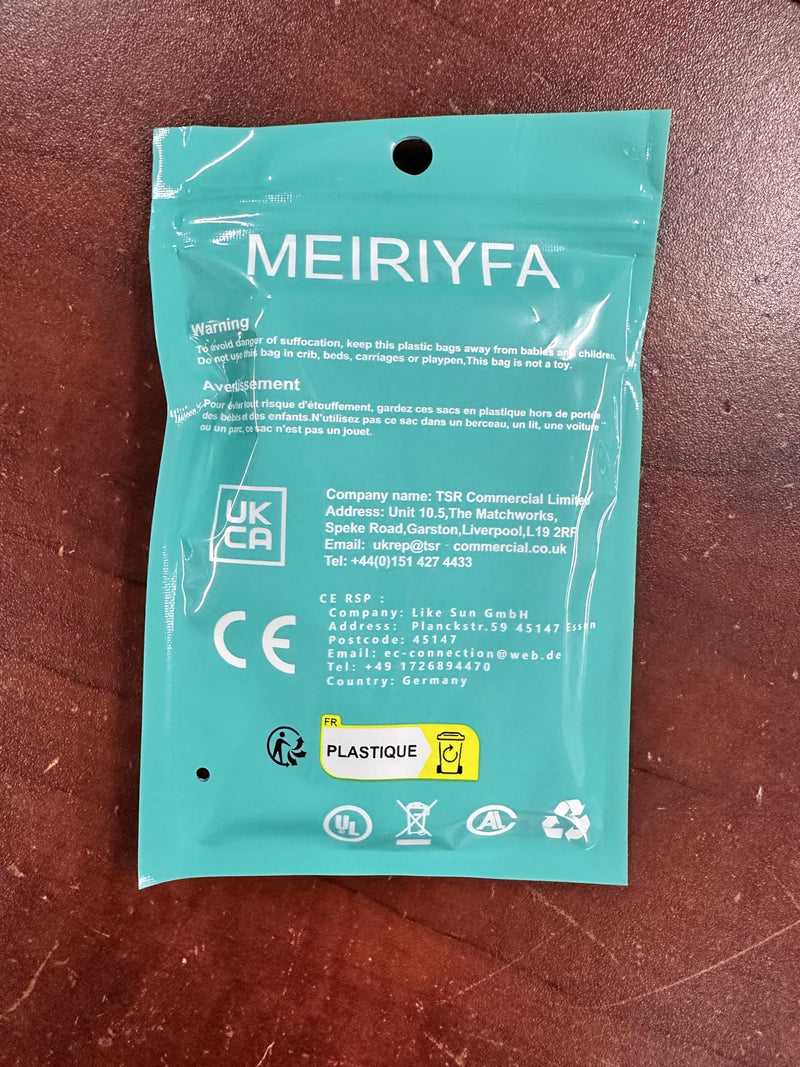 MEIRIYFA
Warning
To avoid danger of suffocation, keep this plastic bags away from babies and children.
Do not use this bag in crib, beds, carriages or playpen,This bag is not a toy.
Avertissement
Pour éviter tout risque d'étouffement, gardez ces sacs en plastique hors de portée
des bébés et des enfants.N'utilisez pas ce sac dans un berceau, un lit, une voiture
ou un parc, ce sac n'est pas un jouet.
UK
CA
Company name: TSR Commercial Limited
Address: Unit 10.5,The Matchworks,
Speke Road,Garston,Liverpool,L19 2RF
Email: ukrep@tsr - commercial.co.uk
Tel: +44(0)151 427 4433
CE
CE RSP :
Company: Like Sun GmbH
Address: Planckstr.59 45147 Essen
Postcode: 45147
Email: ec-connection@web.de
Tel: +49 1726894470
Country: Germany
FR
PLASTIQUE
UL